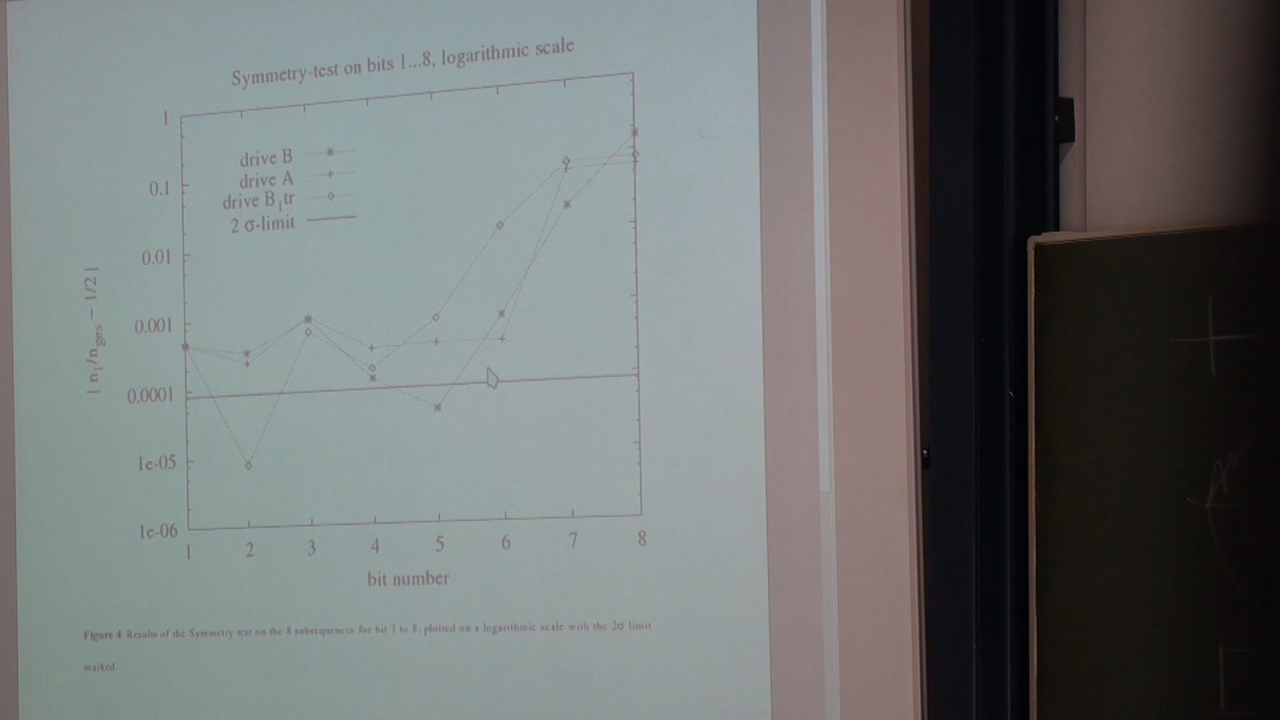 Symmetry-test on bits 1...8, logarithmic scale
1
0.1
0.01
0.001
0.0001
1e-05
1e-06
| n₁/n_ges − 1/2 |
drive B
drive A
drive B₁tr
2 σ-limit
1 2 3 4 5 6 7 8
bit number
Figure 4 Results of the Symmetry test on the 8 subsequences for bit 1 to 8, plotted on a logarithmic scale with the 2σ limit
marked.